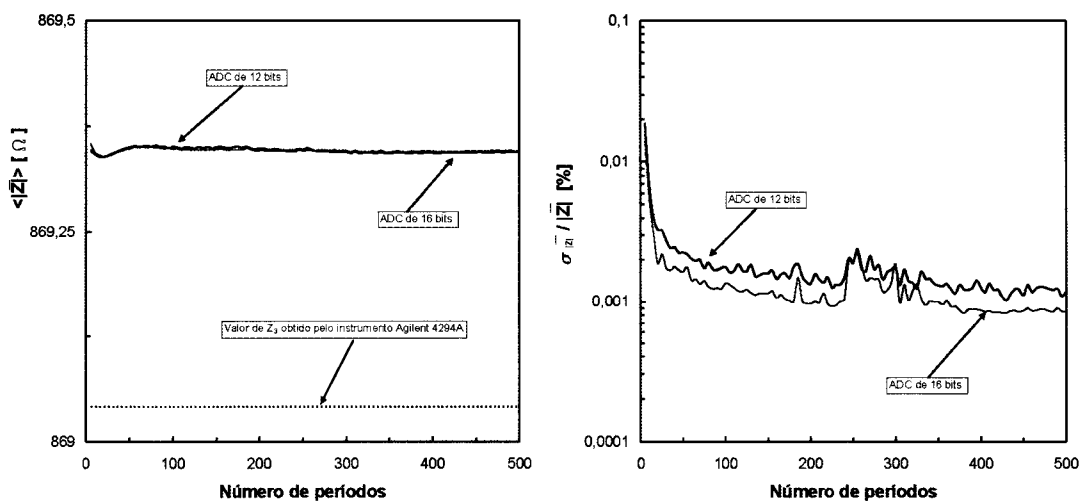 869,5
869,25
869
<|Z̅|> [ Ω ]
ADC de 12 bits
ADC de 16 bits
Valor de Z₃ obtido pelo instrumento Agilent 4294A
0
100
200
300
400
500
Número de períodos
0,1
0,01
0,001
0,0001
σ |Z̅| / |Z̅| [%]
ADC de 12 bits
ADC de 16 bits
0
100
200
300
400
500
Número de períodos